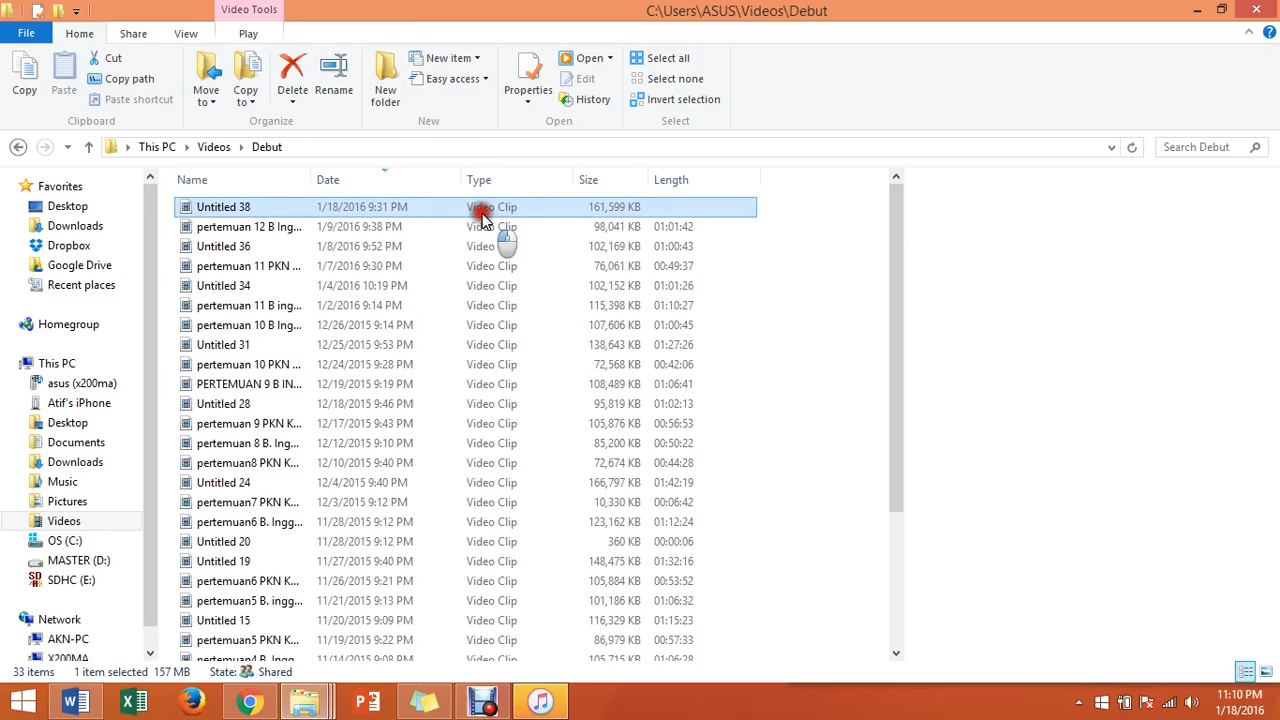 Video Tools
C:\Users\ASUS\Videos\Debut
File Home Share View Play
Copy
Paste
Cut
Copy path
Paste shortcut
Move to
Copy to
Delete
Rename
New folder
New item
Easy access
Properties
Open
Edit
History
Select all
Select none
Invert selection
Clipboard Organize New Open Select
This PC Videos Debut Search Debut
Favorites
Desktop
Downloads
Dropbox
Google Drive
Recent places
Homegroup
This PC
asus (x200ma)
Atif's iPhone
Desktop
Documents
Downloads
Music
Pictures
Videos
OS (C:)
MASTER (D:)
SDHC (E:)
Network
AKN-PC
X200MA
Name Date Type Size Length
Untitled 38 1/18/2016 9:31 PM Video Clip 161,599 KB
pertemuan 12 B Ing... 1/9/2016 9:38 PM Video Clip 98,041 KB 01:01:42
Untitled 36 1/8/2016 9:52 PM Video 102,169 KB 01:00:43
pertemuan 11 PKN ... 1/7/2016 9:30 PM Video Clip 76,061 KB 00:49:37
Untitled 34 1/4/2016 10:19 PM Video Clip 102,152 KB 01:01:26
pertemuan 11 B ing... 1/2/2016 9:14 PM Video Clip 115,398 KB 01:10:27
pertemuan 10 B Ing... 12/26/2015 9:14 PM Video Clip 107,606 KB 01:00:45
Untitled 31 12/25/2015 9:53 PM Video Clip 138,643 KB 01:27:26
pertemuan 10 PKN ... 12/24/2015 9:28 PM Video Clip 72,568 KB 00:42:06
PERTEMUAN 9 B IN... 12/19/2015 9:19 PM Video Clip 108,489 KB 01:06:41
Untitled 28 12/18/2015 9:46 PM Video Clip 95,819 KB 01:02:13
pertemuan 9 PKN K... 12/17/2015 9:43 PM Video Clip 105,876 KB 00:56:53
pertemuan 8 B. Ing... 12/12/2015 9:10 PM Video Clip 85,200 KB 00:50:22
pertemuan8 PKN K... 12/10/2015 9:40 PM Video Clip 72,674 KB 00:44:28
Untitled 24 12/4/2015 9:40 PM Video Clip 166,797 KB 01:42:19
pertemuan7 PKN K... 12/3/2015 9:12 PM Video Clip 10,330 KB 00:06:42
pertemuan6 B. Ingg... 11/28/2015 9:12 PM Video Clip 123,162 KB 01:12:24
Untitled 20 11/28/2015 9:12 PM Video Clip 360 KB 00:00:06
Untitled 19 11/27/2015 9:40 PM Video Clip 148,475 KB 01:32:16
pertemuan6 PKN K... 11/26/2015 9:21 PM Video Clip 105,884 KB 00:53:52
pertemuan5 B. ingg... 11/21/2015 9:13 PM Video Clip 101,186 KB 01:06:32
Untitled 15 11/20/2015 9:09 PM Video Clip 116,329 KB 01:15:23
pertemuan5 PKN K... 11/19/2015 9:22 PM Video Clip 86,979 KB 00:57:33
pertemuan4 B. Ingg... 11/14/2015 9:08 PM Video Clip 105,715 KB 01:06:28
33 items 1 item selected 157 MB State: Shared
11:10 PM
1/18/2016